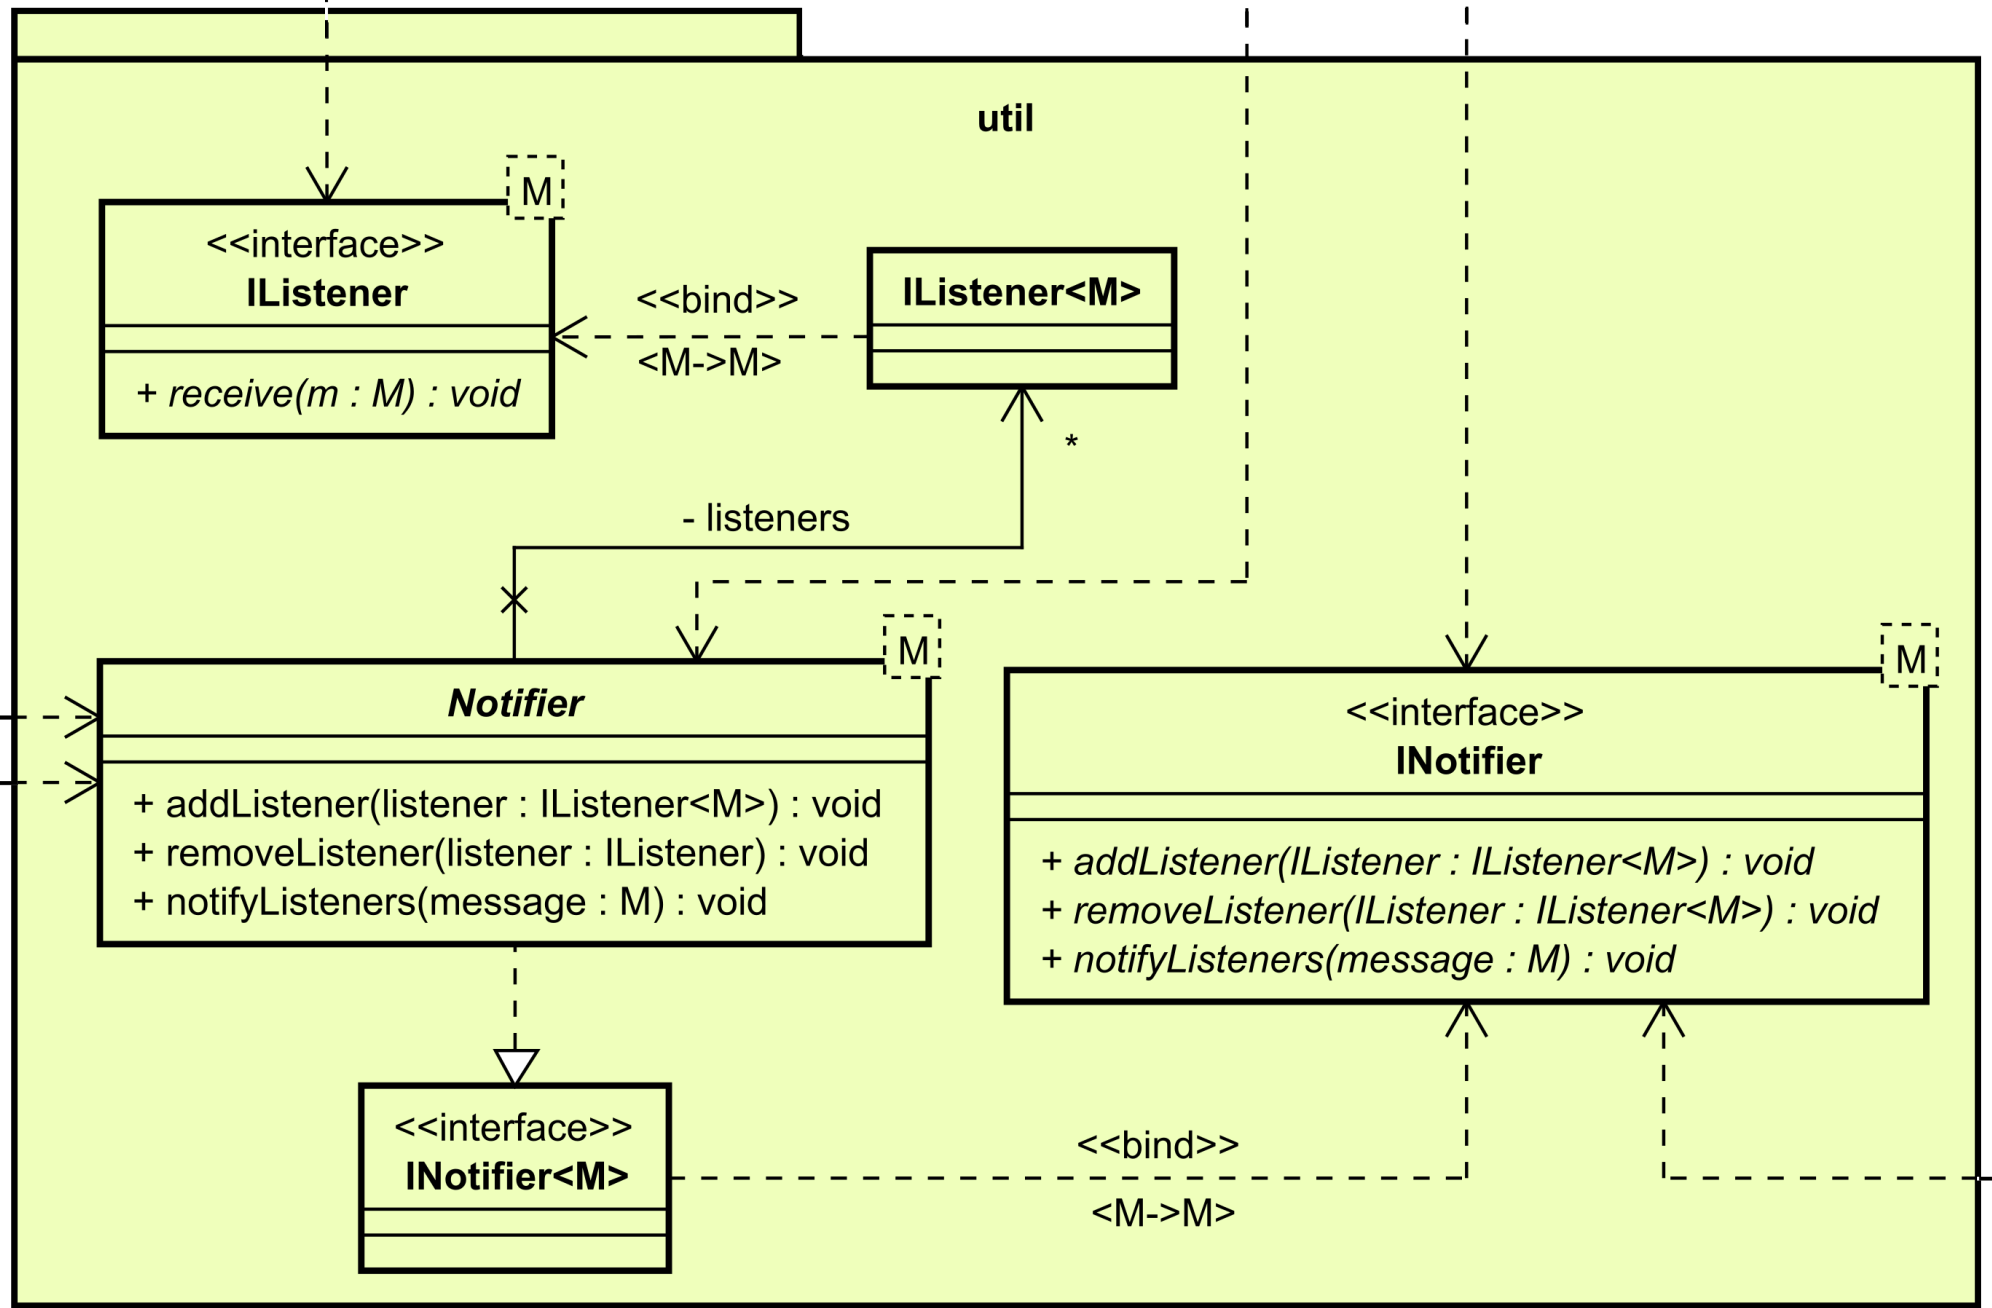 util
M
<<interface>>
IListener
+ receive(m : M) : void
<<bind>>
<M->M>
IListener<M>
*
- listeners
M
Notifier
+ addListener(listener : IListener<M>) : void
+ removeListener(listener : IListener) : void
+ notifyListeners(message : M) : void
M
<<interface>>
INotifier
+ addListener(IListener : IListener<M>) : void
+ removeListener(IListener : IListener<M>) : void
+ notifyListeners(message : M) : void
<<interface>>
INotifier<M>
<<bind>>
<M->M>